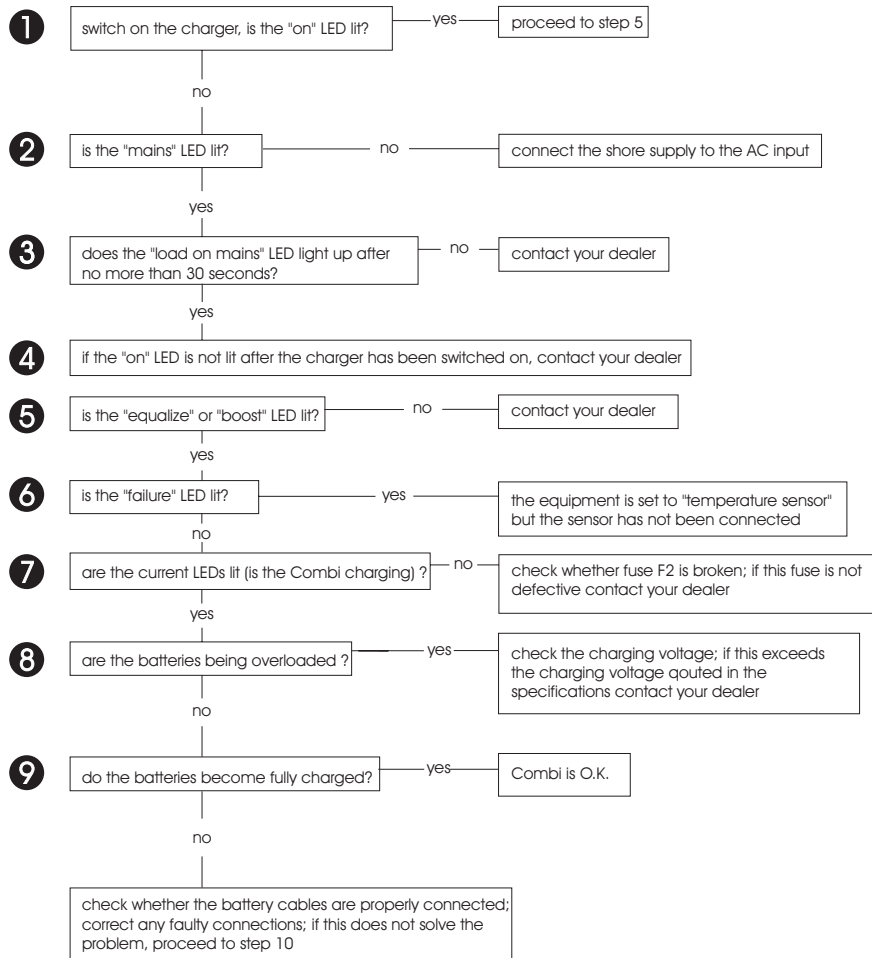 1
switch on the charger, is the "on" LED lit?
yes
proceed to step 5
no
2
is the "mains" LED lit?
no
connect the shore supply to the AC input
yes
3
does the "load on mains" LED light up after
no more than 30 seconds?
no
contact your dealer
yes
4
if the "on" LED is not lit after the charger has been switched on, contact your dealer
5
is the "equalize" or "boost" LED lit?
no
contact your dealer
yes
6
is the "failure" LED lit?
yes
the equipment is set to "temperature sensor"
but the sensor has not been connected
no
7
are the current LEDs lit (is the Combi charging) ?
no
check whether fuse F2 is broken; if this fuse is not
defective contact your dealer
yes
8
are the batteries being overloaded ?
yes
check the charging voltage; if this exceeds
the charging voltage qouted in the
specifications contact your dealer
no
9
do the batteries become fully charged?
yes
Combi is O.K.
no
check whether the battery cables are properly connected;
correct any faulty connections; if this does not solve the
problem, proceed to step 10